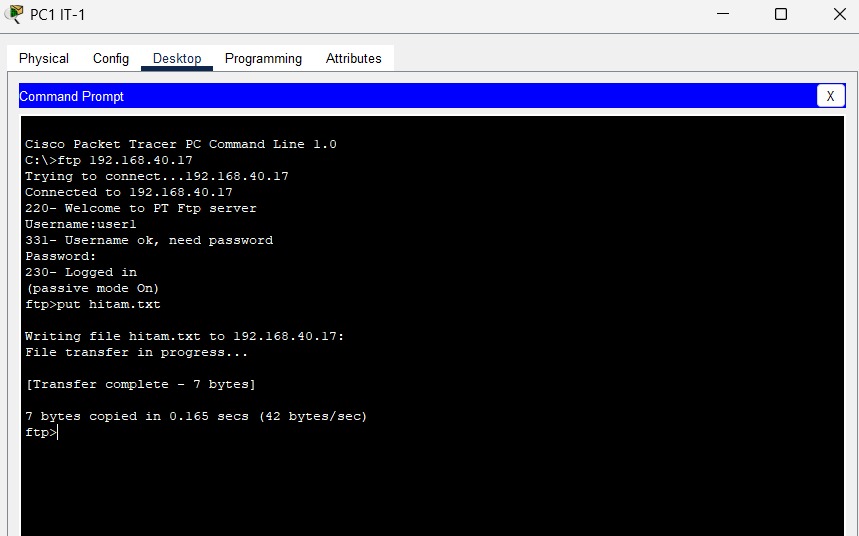 PC1 IT-1
Physical Config Desktop Programming Attributes
Command Prompt
X
Cisco Packet Tracer PC Command Line 1.0
C:\>ftp 192.168.40.17
Trying to connect...192.168.40.17
Connected to 192.168.40.17
220- Welcome to PT Ftp server
Username:user1
331- Username ok, need password
Password:
230- Logged in
(passive mode On)
ftp>put hitam.txt
Writing file hitam.txt to 192.168.40.17:
File transfer in progress...
[Transfer complete - 7 bytes]
7 bytes copied in 0.165 secs (42 bytes/sec)
ftp>